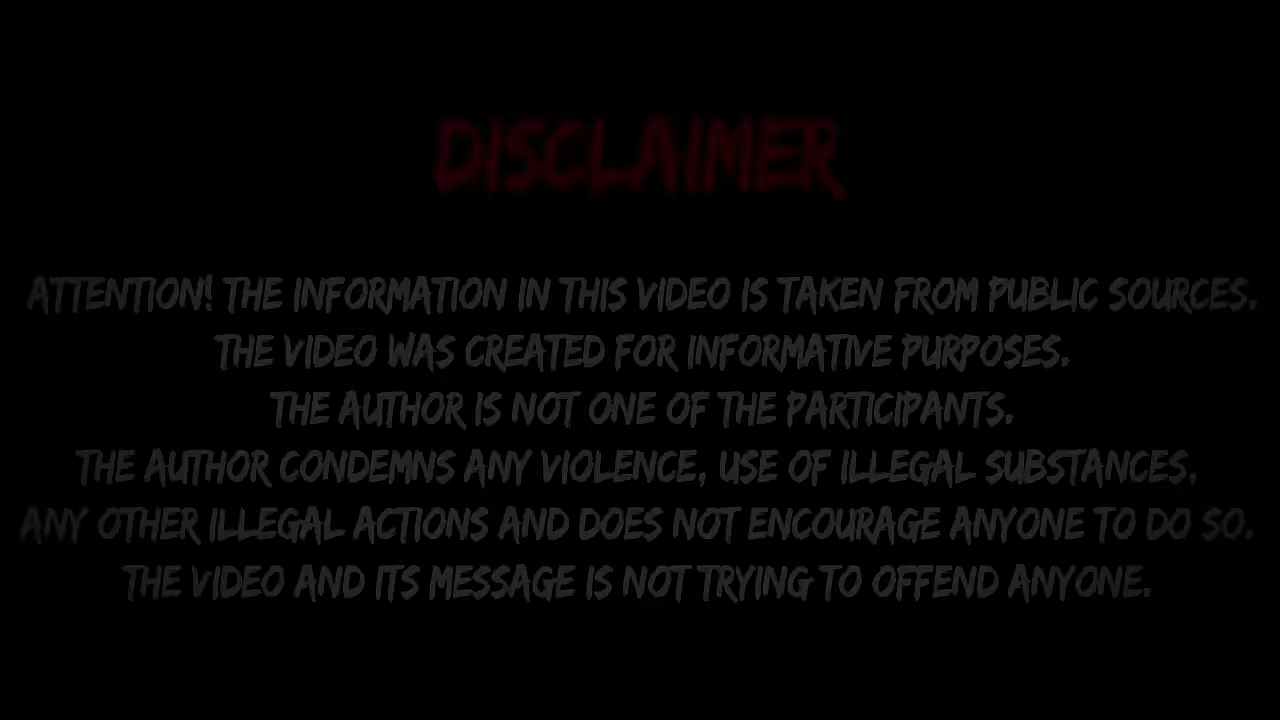 DISCLAIMER
ATTENTION! THE INFORMATION IN THIS VIDEO IS TAKEN FROM PUBLIC SOURCES.
THE VIDEO WAS CREATED FOR INFORMATIVE PURPOSES.
THE AUTHOR IS NOT ONE OF THE PARTICIPANTS.
THE AUTHOR CONDEMNS ANY VIOLENCE, USE OF ILLEGAL SUBSTANCES,
ANY OTHER ILLEGAL ACTIONS AND DOES NOT ENCOURAGE ANYONE TO DO SO.
THE VIDEO AND ITS MESSAGE IS NOT TRYING TO OFFEND ANYONE.